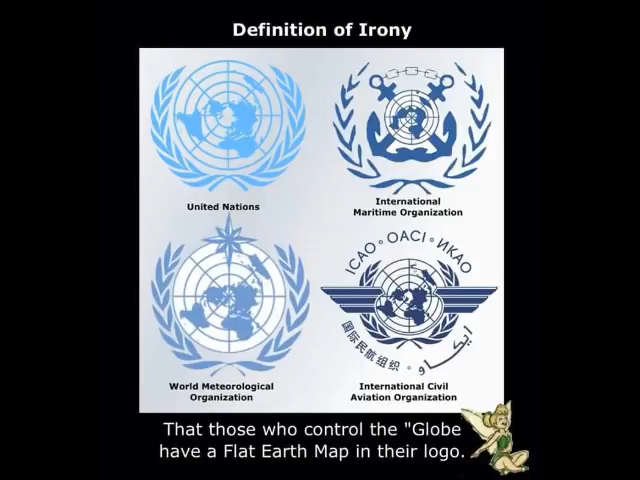 Definition of Irony
United Nations
International
Maritime Organization
ICAO • OACI • ИКАО
国际民航组织 • ايكاو
World Meteorological
Organization
International Civil
Aviation Organization
That those who control the "Globe
have a Flat Earth Map in their logo.